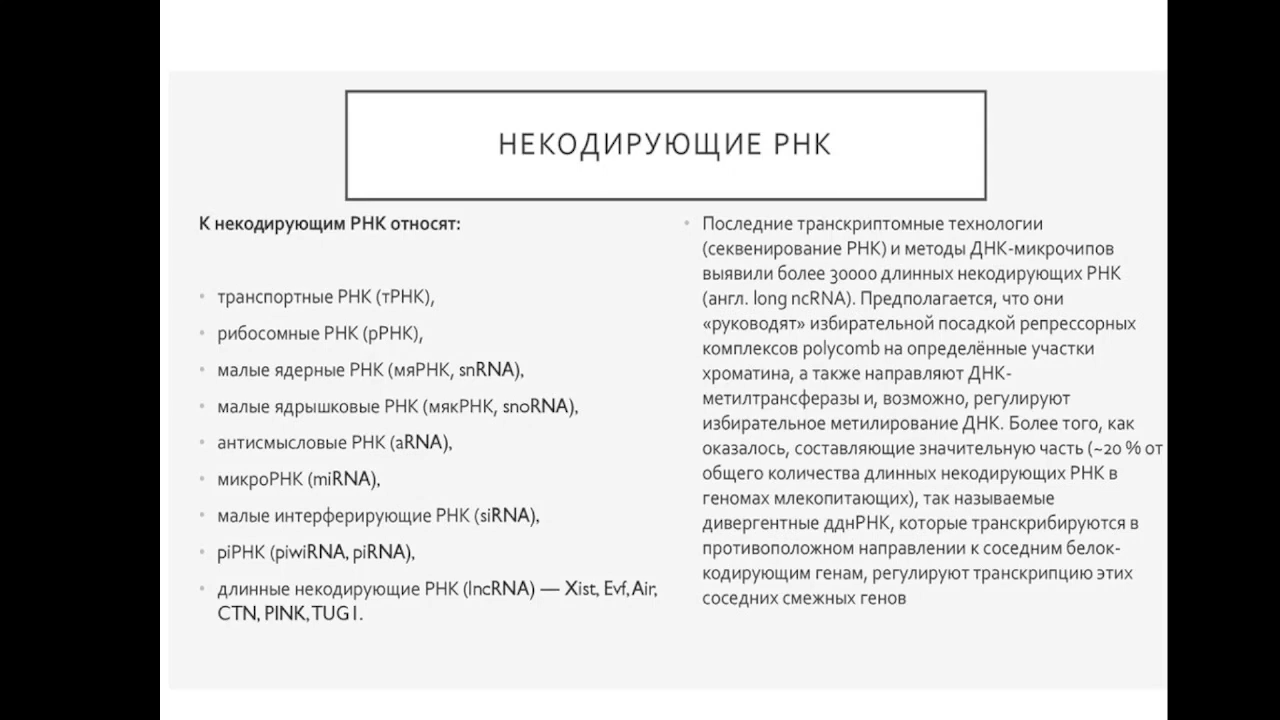 НЕКОДИРУЮЩИЕ РНК
К некодирующим РНК относят:
• транспортные РНК (тРНК),
• рибосомные РНК (рРНК),
• малые ядерные РНК (мяРНК, snRNA),
• малые ядрышковые РНК (мякРНК, snoRNA),
• антисмысловые РНК (aRNA),
• микроРНК (miRNA),
• малые интерферирующие РНК (siRNA),
• piРНК (piwiRNA, piRNA),
• длинные некодирующие РНК (lncRNA) — Xist, Evf, Air,
CTN, PINK, TUG1.
• Последние транскриптомные технологии
(секвенирование РНК) и методы ДНК-микрочипов
выявили более 30000 длинных некодирующих РНК
(англ. long ncRNA). Предполагается, что они
«руководят» избирательной посадкой репрессорных
комплексов polycomb на определённые участки
хроматина, а также направляют ДНК-
метилтрансферазы и, возможно, регулируют
избирательное метилирование ДНК. Более того, как
оказалось, составляющие значительную часть (~20 % от
общего количества длинных некодирующих РНК в
геномах млекопитающих), так называемые
дивергентные дднРНК, которые транскрибируются в
противоположном направлении к соседним белок-
кодирующим генам, регулируют транскрипцию этих
соседних смежных генов